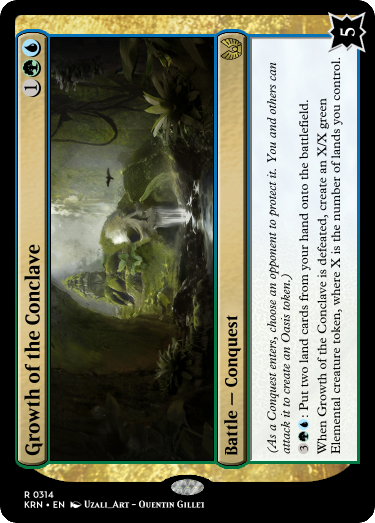 Growth of the Conclave 1
Battle — Conquest
(As a Conquest enters, choose an opponent to protect it. You and others can
attack it to create an Oasis token.)
3: Put two land cards from your hand onto the battlefield.
When Growth of the Conclave is defeated, create an X/X green
Elemental creature token, where X is the number of lands you control.
5
R 0314
KRN • EN Uzali_Art – Quentin Gillet